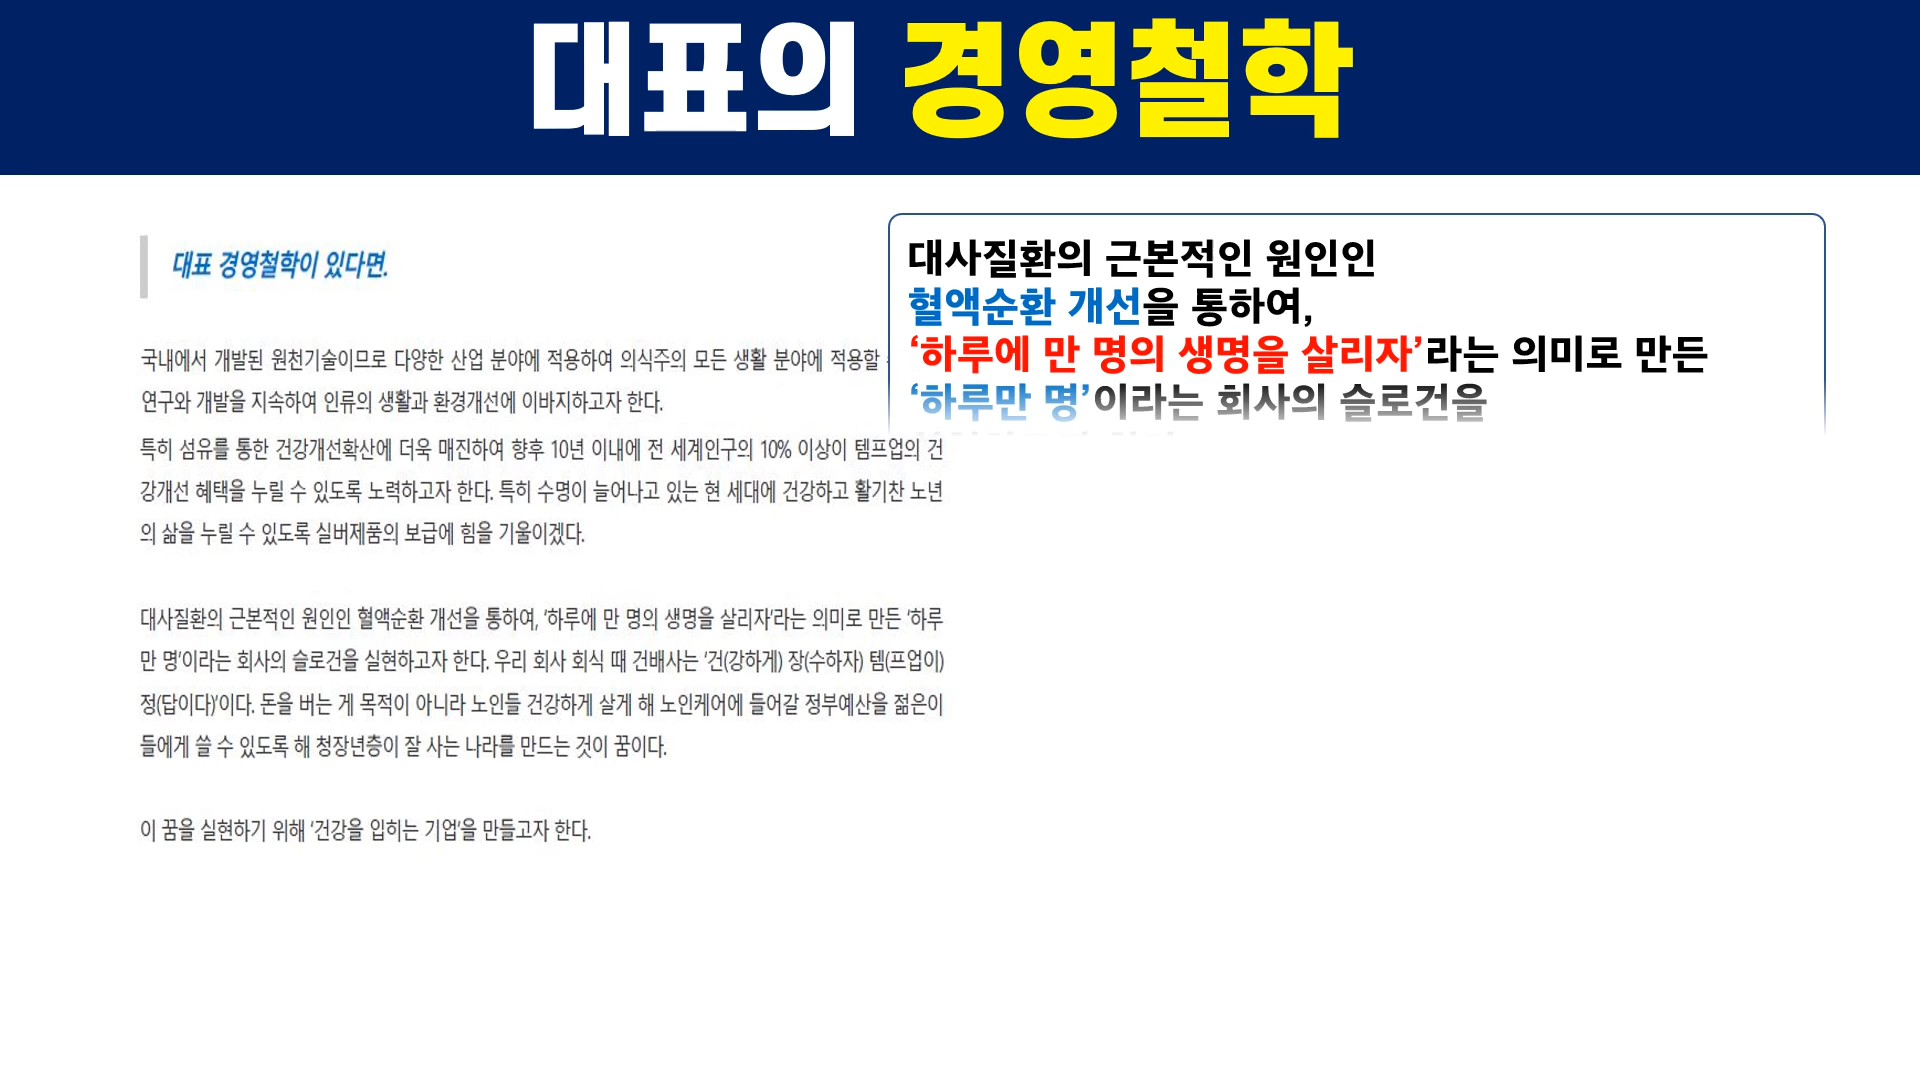 대표의 경영철학
대표 경영철학이 있다면.
국내에서 개발된 원천기술이므로 다양한 산업 분야에 적용하여 의식주의 모든 생활 분야에 적용할
연구와 개발을 지속하여 인류의 생활과 환경개선에 이바지하고자 한다.
특히 섬유를 통한 건강개선확산에 더욱 매진하여 향후 10년 이내에 전 세계인구의 10% 이상이 템프업의 건
강개선 혜택을 누릴 수 있도록 노력하고자 한다. 특히 수명이 늘어나고 있는 현 세대에 건강하고 활기찬 노년
의 삶을 누릴 수 있도록 실버제품의 보급에 힘을 기울이겠다.
대사질환의 근본적인 원인인 혈액순환 개선을 통하여, '하루에 만 명의 생명을 살리자'라는 의미로 만든 '하루
만 명'이라는 회사의 슬로건을 실현하고자 한다. 우리 회사 회식 때 건배사는 '건(강하게) 장(수하자) 템(프업이)
정(답이다)'이다. 돈을 버는 게 목적이 아니라 노인들 건강하게 살게 해 노인케어에 들어갈 정부예산을 젊은이
들에게 쓸 수 있도록 해 청장년층이 잘 사는 나라를 만드는 것이 꿈이다.
이 꿈을 실현하기 위해 '건강을 입히는 기업'을 만들고자 한다.
대사질환의 근본적인 원인인
혈액순환 개선을 통하여,
‘하루에 만 명의 생명을 살리자’라는 의미로 만든
‘하루만 명’이라는 회사의 슬로건을